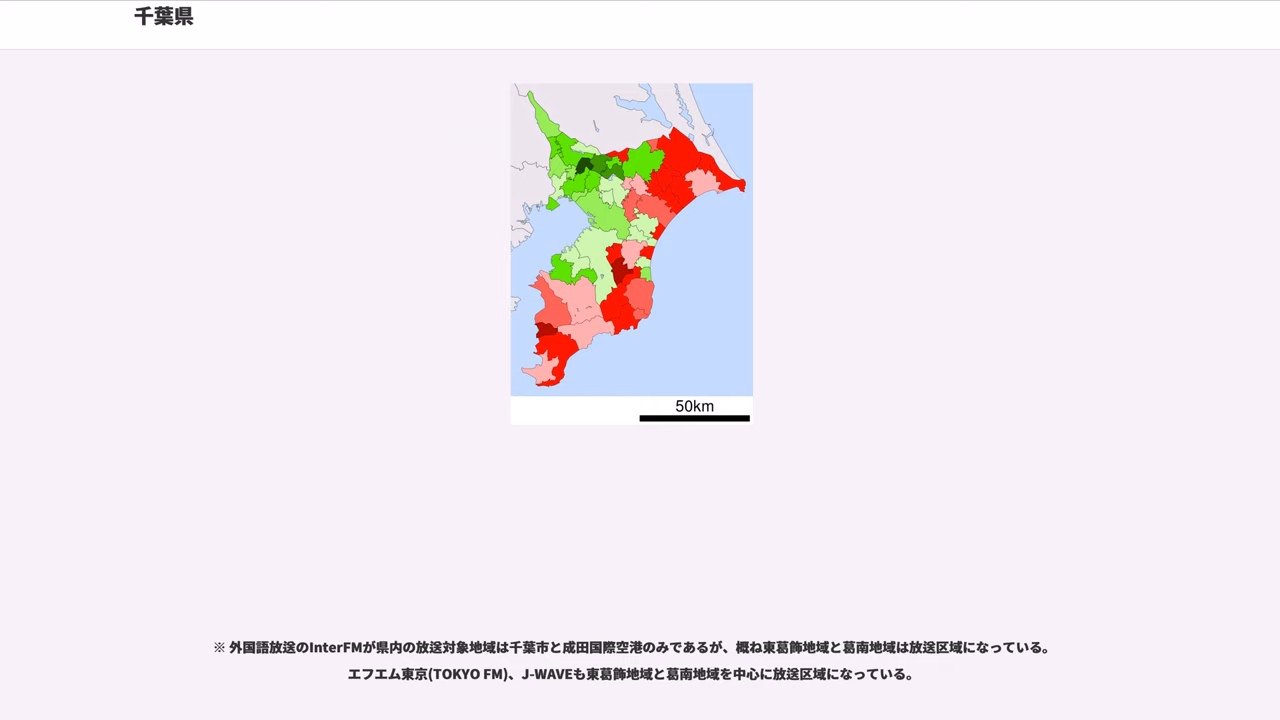 千葉県
50km
※ 外国語放送のInterFMが県内の放送対象地域は千葉市と成田国際空港のみであるが、概ね東葛飾地域と葛南地域は放送区域になっている。
エフエム東京(TOKYO FM)、J-WAVEも東葛飾地域と葛南地域を中心に放送区域になっている。